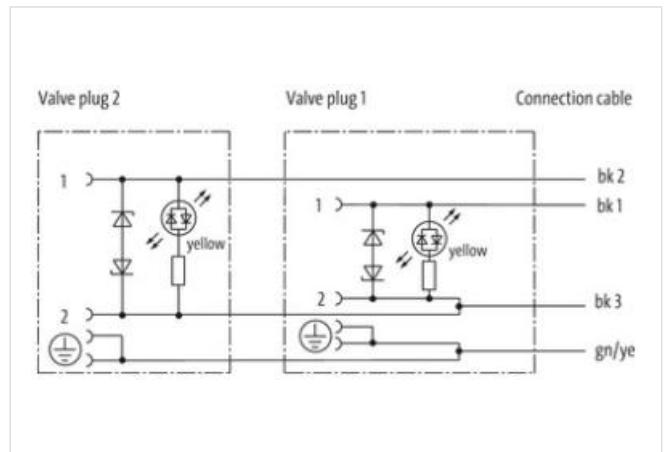 Valve plug 2
Valve plug 1
Connection cable
1
bk 2
1
bk 1
yellow
yellow
2
2
bk 3
gn/ye